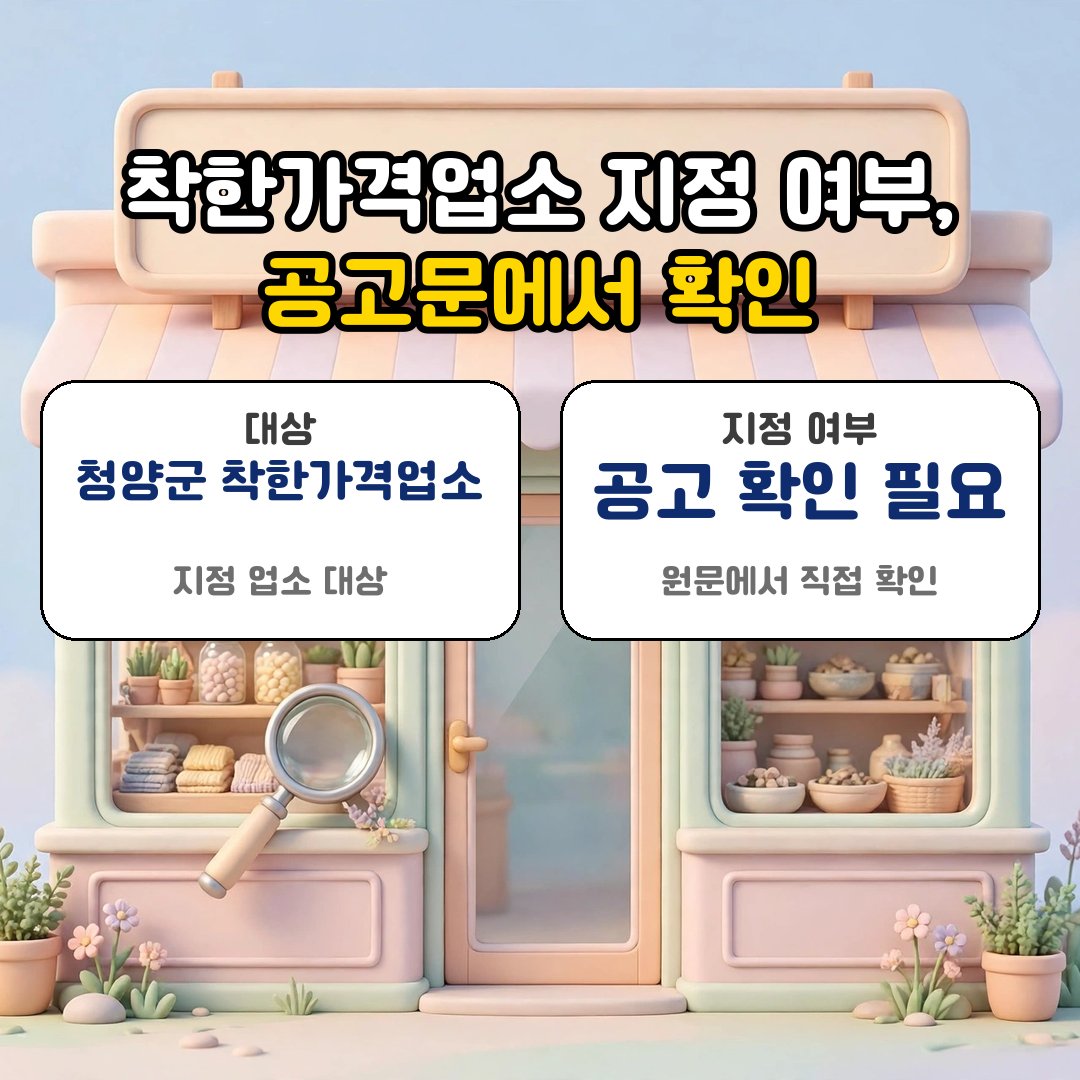 착한가격업소 지정 여부,
공고문에서 확인
대상
청양군 착한가격업소
지정 업소 대상
지정 여부
공고 확인 필요
원문에서 직접 확인